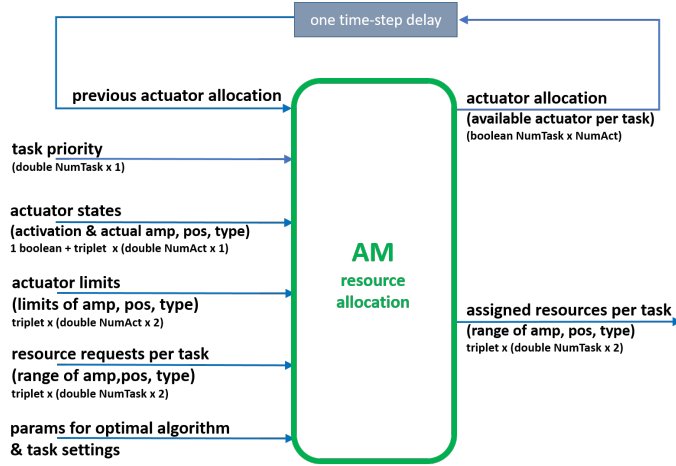 one time-step delay
previous actuator allocation
task priority
(double NumTask x 1)
actuator states
(activation & actual amp, pos, type)
1 boolean + triplet x (double NumAct x 1)
actuator limits
(limits of amp, pos, type)
triplet x (double NumAct x 2)
resource requests per task
(range of amp,pos, type)
triplet x (double NumTask x 2)
params for optimal algorithm
& task settings
AM
resource
allocation
actuator allocation
(available actuator per task)
(boolean NumTask x NumAct)
assigned resources per task
(range of amp, pos, type)
triplet x (double NumTask x 2)